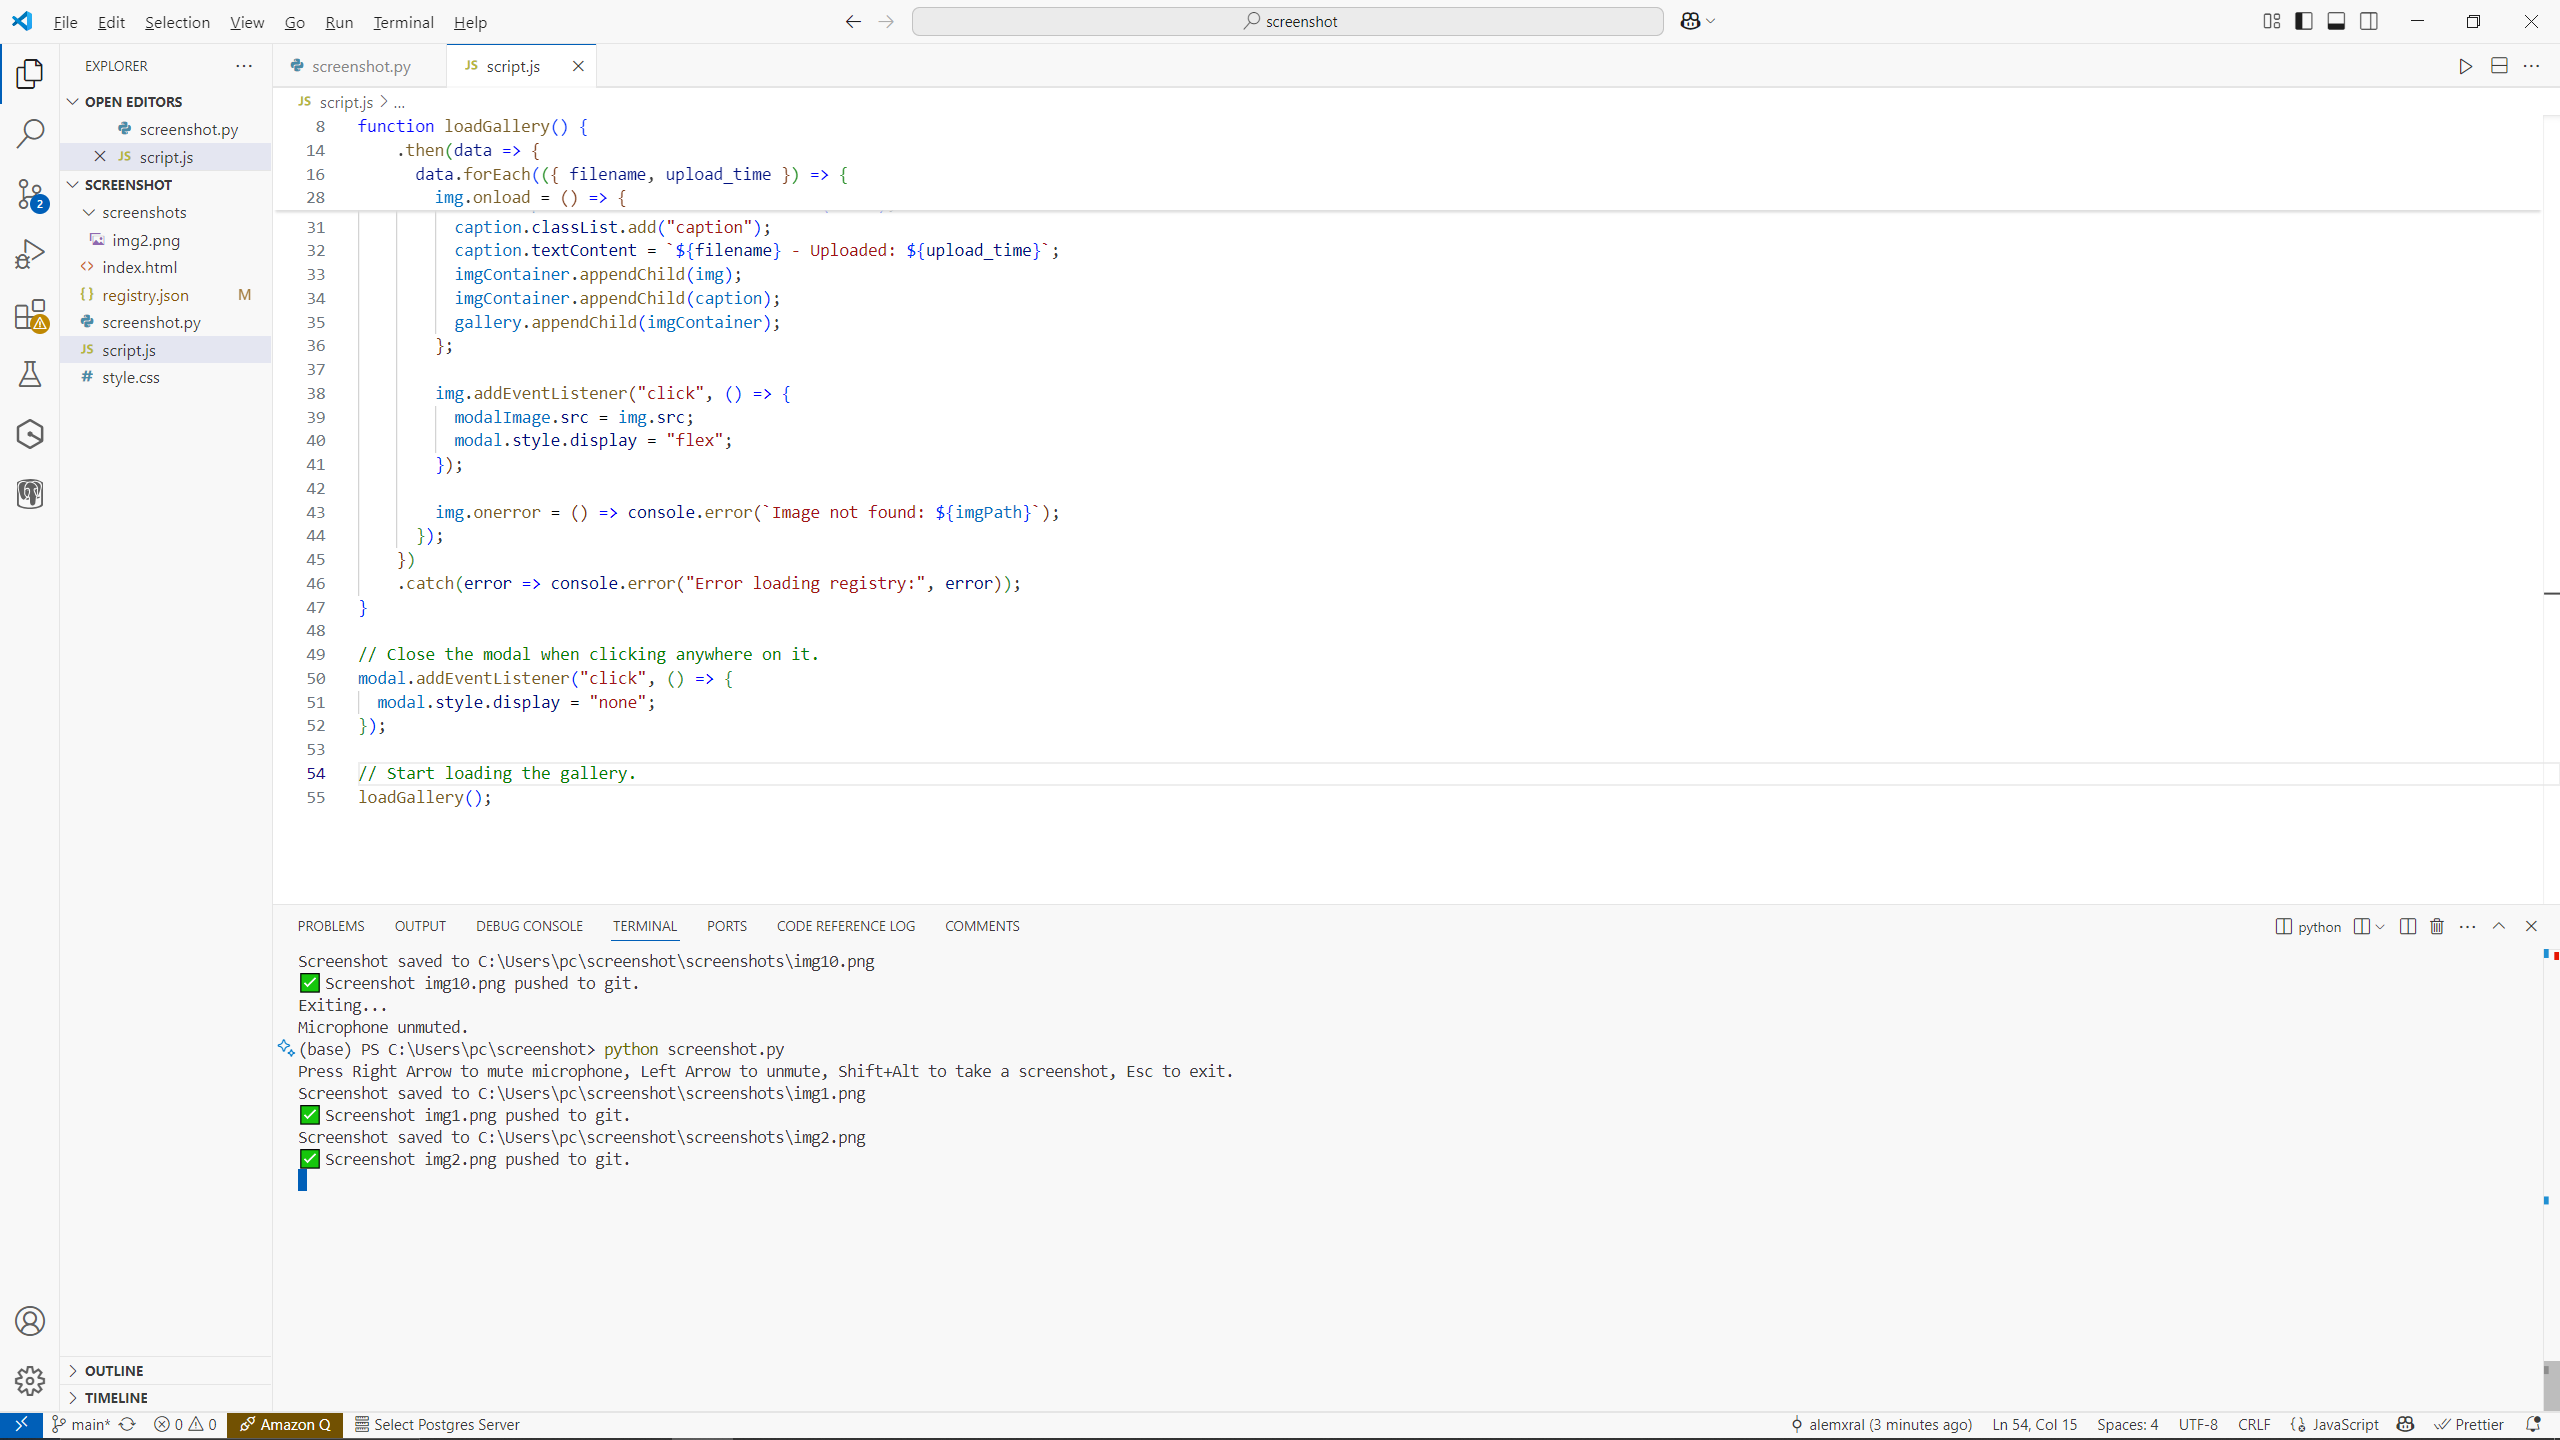 File Edit Selection View Go Run Terminal Help
screenshot
EXPLORER
OPEN EDITORS
screenshot.py
JS script.js
SCREENSHOT
screenshots
img2.png
<> index.html
{} registry.json M
screenshot.py
JS script.js
# style.css
OUTLINE
TIMELINE
2
screenshot.py
JS script.js
JS script.js > ...
8 function loadGallery() {
14 .then(data => {
16 data.forEach(({ filename, upload_time }) => {
28 img.onload = () => {
31 caption.classList.add("caption");
32 caption.textContent = `${filename} - Uploaded: ${upload_time}`;
33 imgContainer.appendChild(img);
34 imgContainer.appendChild(caption);
35 gallery.appendChild(imgContainer);
36 };
37
38 img.addEventListener("click", () => {
39 modalImage.src = img.src;
40 modal.style.display = "flex";
41 });
42
43 img.onerror = () => console.error(`Image not found: ${imgPath}`);
44 });
45 })
46 .catch(error => console.error("Error loading registry:", error));
47 }
48
49 // Close the modal when clicking anywhere on it.
50 modal.addEventListener("click", () => {
51 modal.style.display = "none";
52 });
53
54 // Start loading the gallery.
55 loadGallery();
PROBLEMS OUTPUT DEBUG CONSOLE TERMINAL PORTS CODE REFERENCE LOG COMMENTS
python
Screenshot saved to C:\Users\pc\screenshot\screenshots\img10.png
✅ Screenshot img10.png pushed to git.
Exiting...
Microphone unmuted.
(base) PS C:\Users\pc\screenshot> python screenshot.py
Press Right Arrow to mute microphone, Left Arrow to unmute, Shift+Alt to take a screenshot, Esc to exit.
Screenshot saved to C:\Users\pc\screenshot\screenshots\img1.png
✅ Screenshot img1.png pushed to git.
Screenshot saved to C:\Users\pc\screenshot\screenshots\img2.png
✅ Screenshot img2.png pushed to git.
main* 0 0 Amazon Q Select Postgres Server alemxral (3 minutes ago) Ln 54, Col 15 Spaces: 4 UTF-8 CRLF JavaScript Prettier